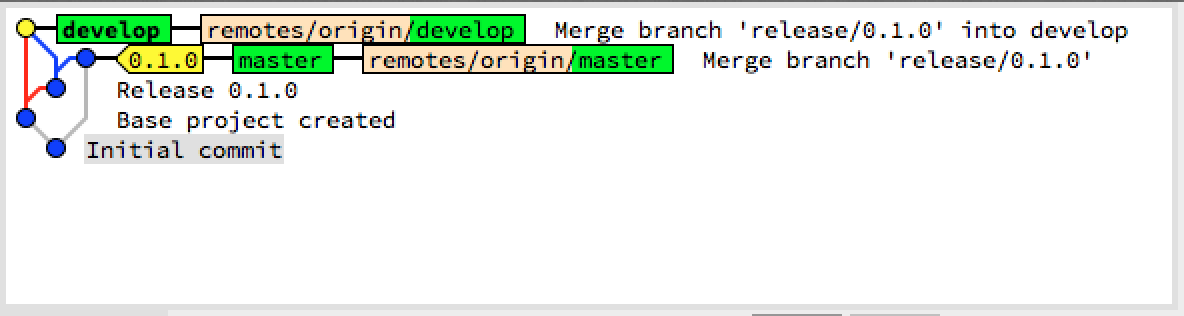 develop remotes/origin/develop Merge branch 'release/0.1.0' into develop
0.1.0 master remotes/origin/master Merge branch 'release/0.1.0'
Release 0.1.0
Base project created
Initial commit